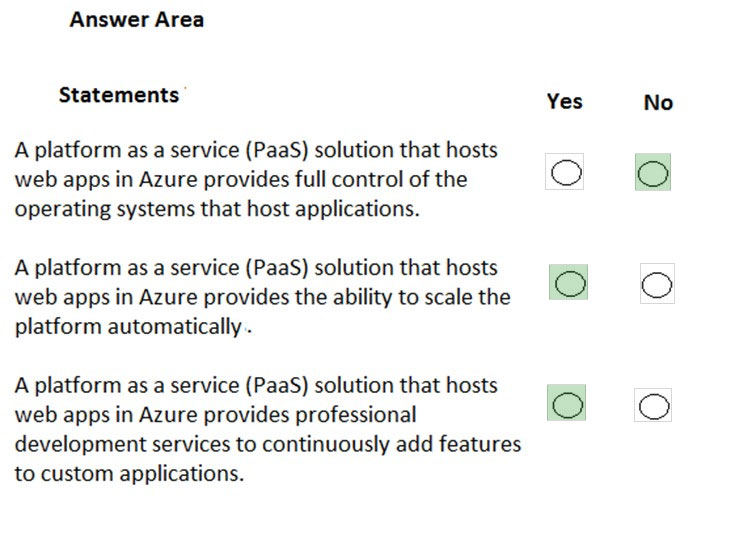 Answer Area
Statements
Yes No
A platform as a service (PaaS) solution that hosts
web apps in Azure provides full control of the
operating systems that host applications.
A platform as a service (PaaS) solution that hosts
web apps in Azure provides the ability to scale the
platform automatically.
A platform as a service (PaaS) solution that hosts
web apps in Azure provides professional
development services to continuously add features
to custom applications.